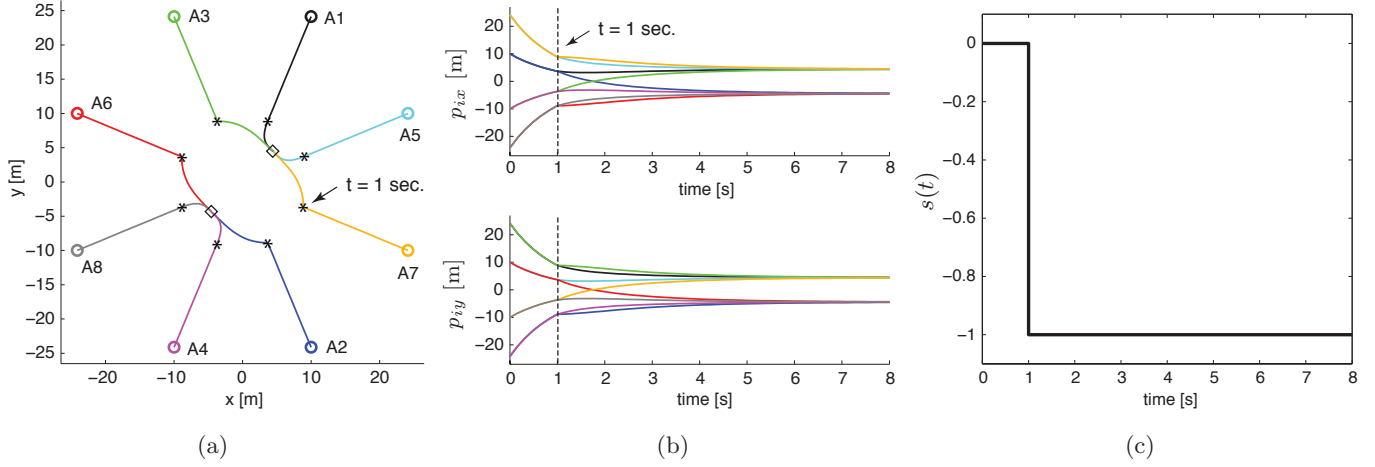 25
20
15
10
5
0
−5
−10
−15
−20
−25
y [m]
−20 −10 0 10 20
x [m]
A3 A1
A6
A5
t = 1 sec.
A8
A7
A4 A2
(a)
t = 1 sec.
20
10
0
−10
−20
p_{ix} [m]
0 1 2 3 4 5 6 7 8
time [s]
20
10
0
−10
−20
p_{iy} [m]
0 1 2 3 4 5 6 7 8
time [s]
(b)
0
−0.2
−0.4
−0.6
−0.8
−1
s(t)
0 1 2 3 4 5 6 7 8
time [s]
(c)